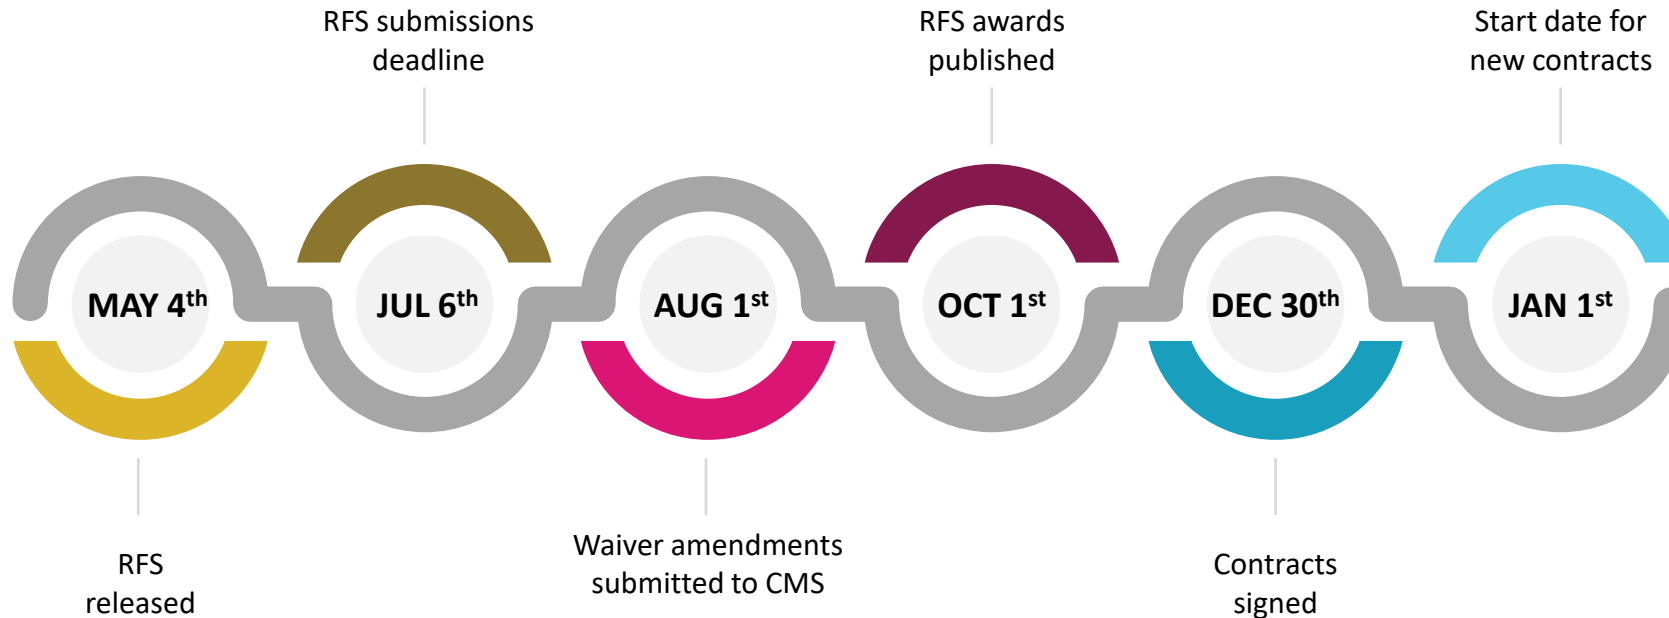 RFS submissions
deadline
RFS awards
published
Start date for
new contracts
MAY 4th
JUL 6th
AUG 1st
OCT 1st
DEC 30th
JAN 1st
RFS
released
Waiver amendments
submitted to CMS
Contracts
signed